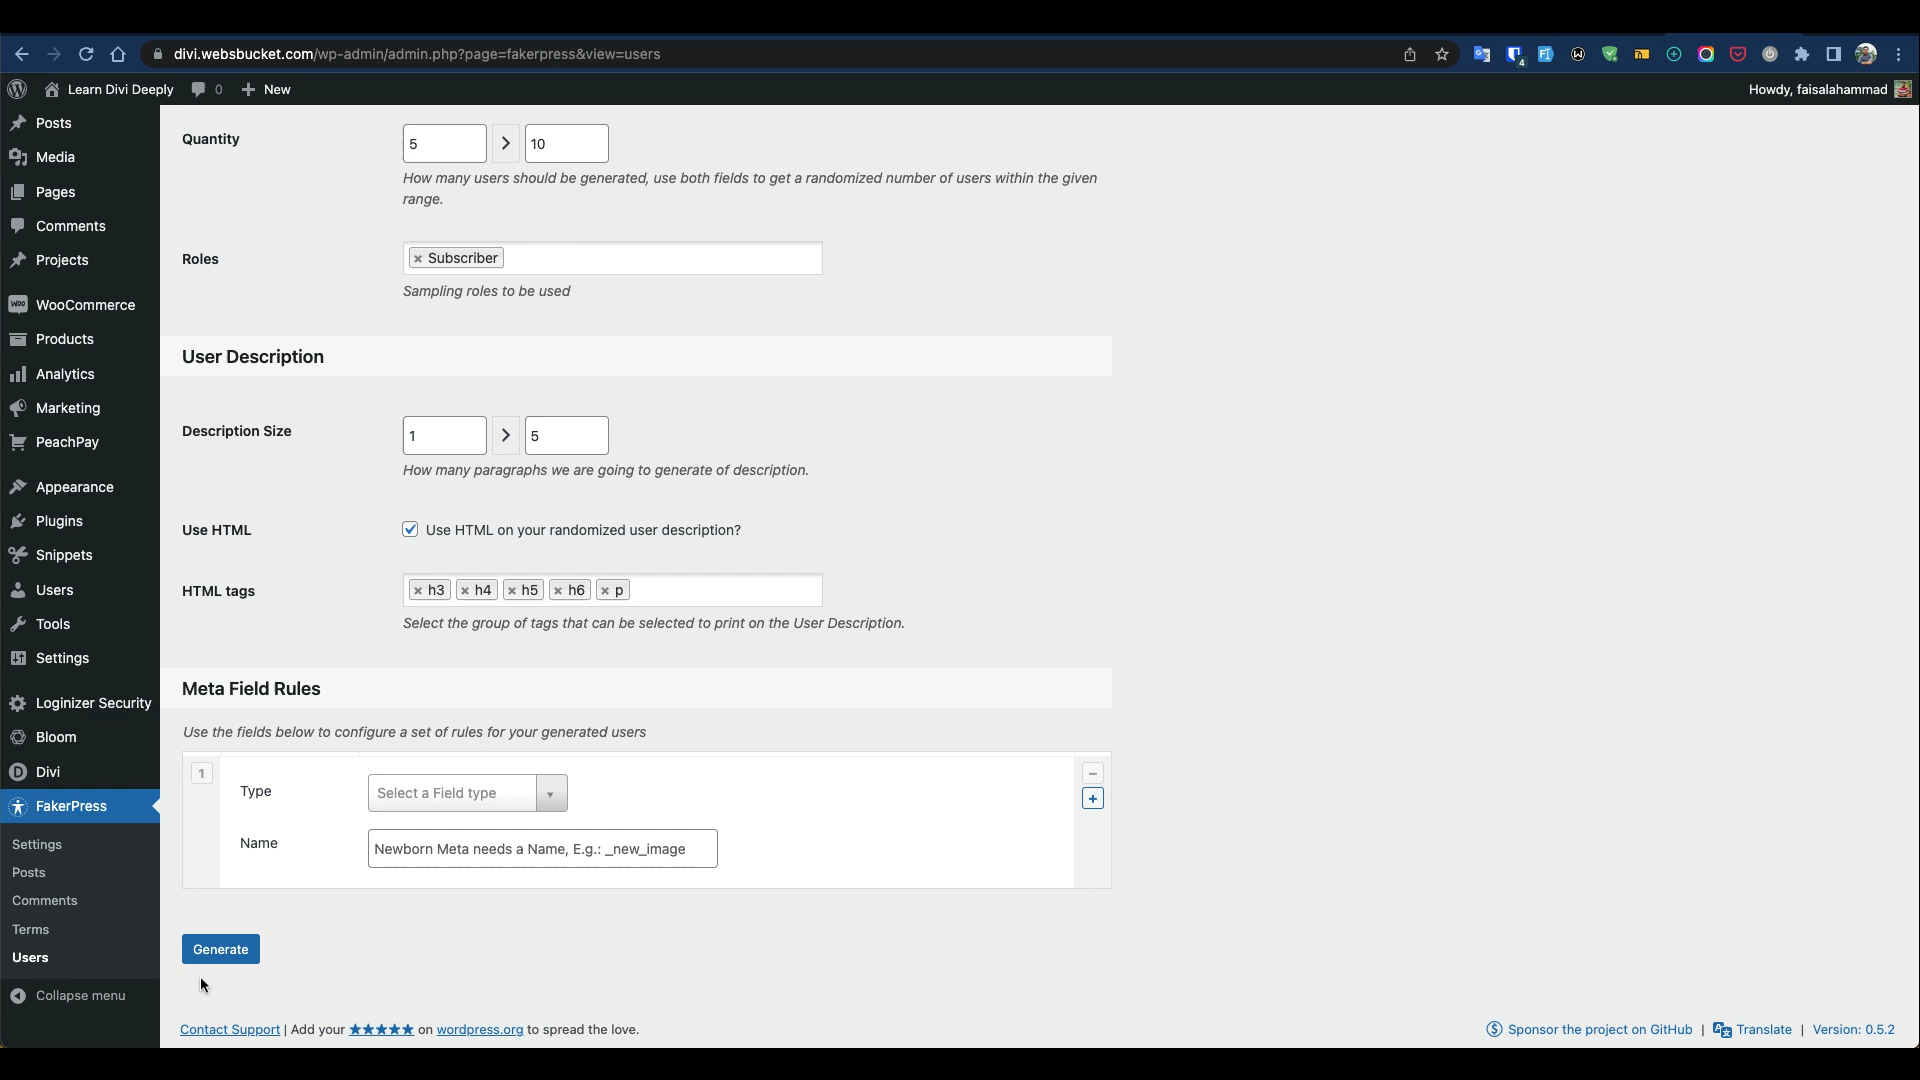 divi.websbucket.com/wp-admin/admin.php?page=fakerpress&view=users
4
Learn Divi Deeply 0 New
Howdy, faisalahammad
Posts
Media
Pages
Comments
Projects
WOO WooCommerce
Products
Analytics
Marketing
PeachPay
Appearance
Plugins
Snippets
Users
Tools
Settings
Loginizer Security
Bloom
D Divi
FakerPress
Settings
Posts
Comments
Terms
Users
Collapse menu
Quantity
5 > 10
How many users should be generated, use both fields to get a randomized number of users within the given
range.
Roles
× Subscriber
Sampling roles to be used
User Description
Description Size
1 > 5
How many paragraphs we are going to generate of description.
Use HTML
Use HTML on your randomized user description?
HTML tags
× h3 × h4 × h5 × h6 × p
Select the group of tags that can be selected to print on the User Description.
Meta Field Rules
Use the fields below to configure a set of rules for your generated users
1
Type
Select a Field type
Name
Newborn Meta needs a Name, E.g.: _new_image
Generate
Contact Support | Add your ★★★★★ on wordpress.org to spread the love.
Sponsor the project on GitHub | Translate | Version: 0.5.2